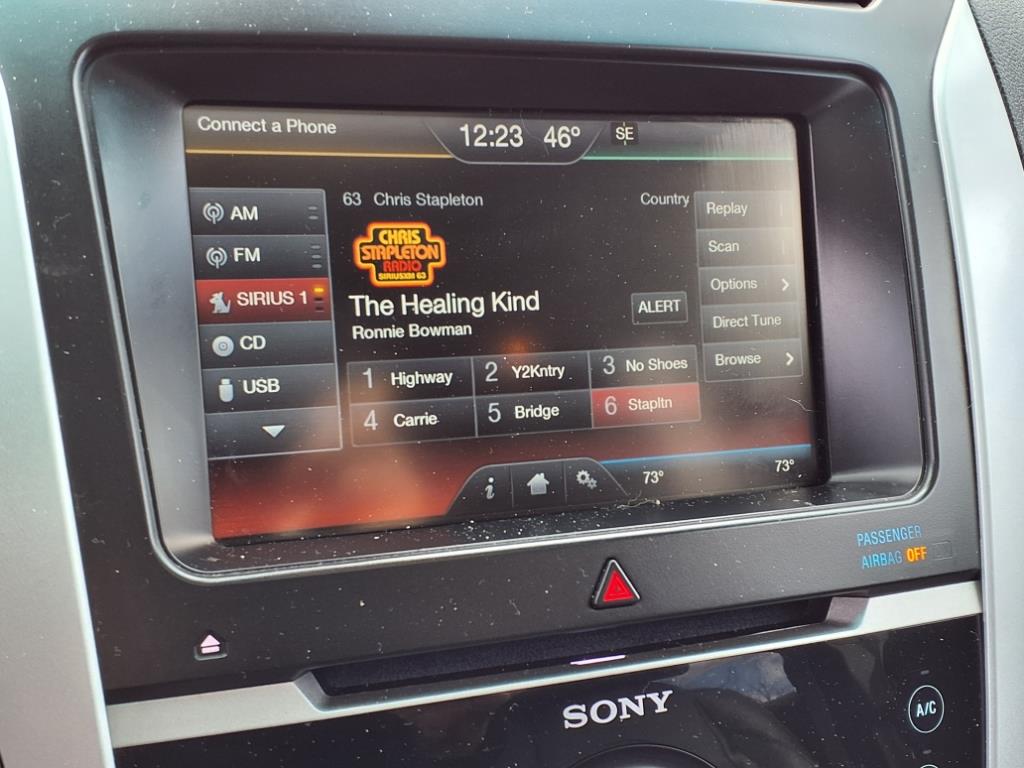 Connect a Phone
12:23 46° SE
AM
FM
SIRIUS 1
CD
USB
63 Chris Stapleton
Country
CHRIS
STAPLETON
RADIO
SIRIUSXM 63
The Healing Kind
Ronnie Bowman
ALERT
1 Highway
2 Y2Kntry
3 No Shoes
4 Carrie
5 Bridge
6 Stapltn
Replay
Scan
Options >
Direct Tune
Browse >
i
73°
73°
PASSENGER
AIRBAG OFF
SONY
A/C